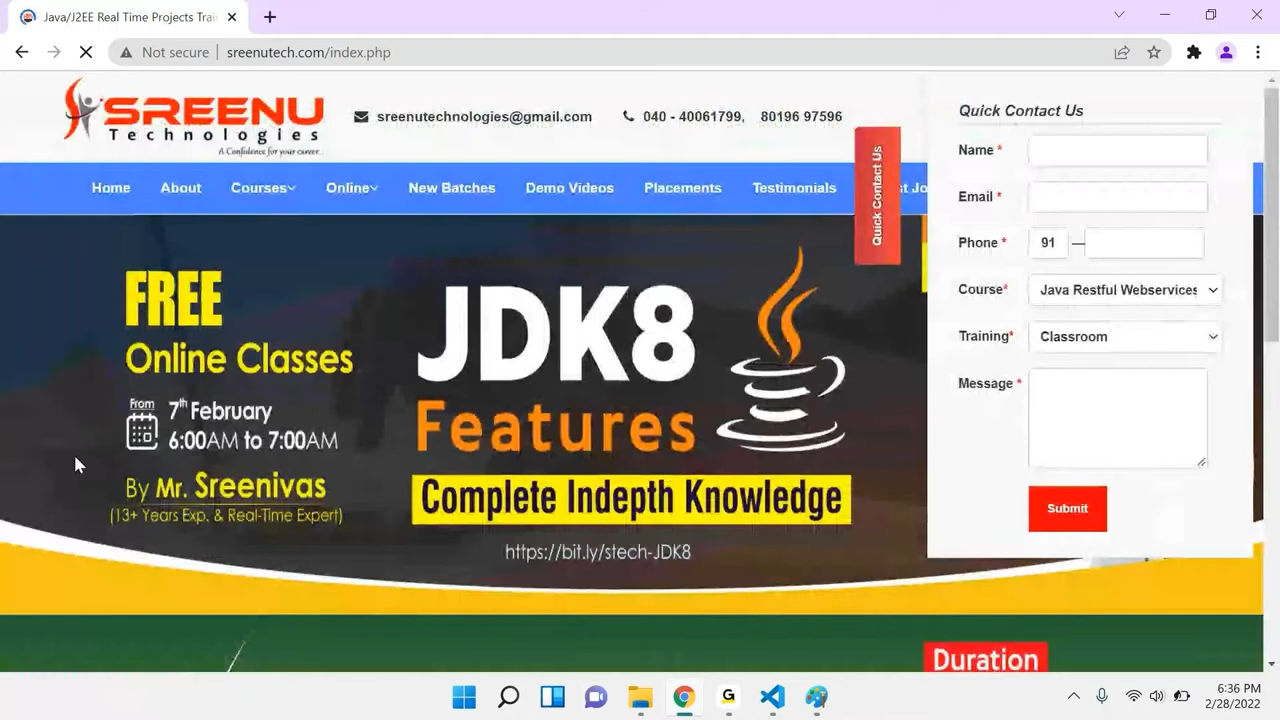 Java/J2EE Real Time Projects Trai
Not secure
sreenutech.com/index.php
SREENU
Technologies
A Confidence for your career..
sreenutechnologies@gmail.com
040 - 40061799,
80196 97596
Home
About
Courses
Online
New Batches
Demo Videos
Placements
Testimonials
st Jo
Quick Contact Us
Quick Contact Us
Name *
Email *
Phone *
91
—
Course*
Java Restful Webservices
Training*
Classroom
Message *
Submit
FREE
Online Classes
From
7th February
6:00AM to 7:00AM
By Mr. Sreenivas
(13+ Years Exp. & Real-Time Expert)
JDK8
Features
Complete Indepth Knowledge
https://bit.ly/stech-JDK8
Duration
G
6:36 PM
2/28/2022